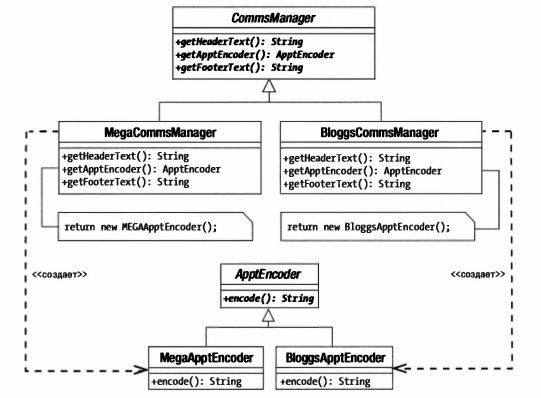 CommsManager
+getHeaderText(): String
+getApptEncoder(): ApptEncoder
+getFooterText(): String
MegaCommsManager
+getHeaderText(): String
+getApptEncoder(): ApptEncoder
+getFooterText(): String
BloggsCommsManager
+getHeaderText(): String
+getApptEncoder(): ApptEncoder
+getFooterText(): String
return new MEGAApptEncoder();
return new BloggsApptEncoder();
<<создает>>
<<создает>>
ApptEncoder
+encode(): String
MegaApptEncoder
+encode(): String
BloggsApptEncoder
+encode(): String